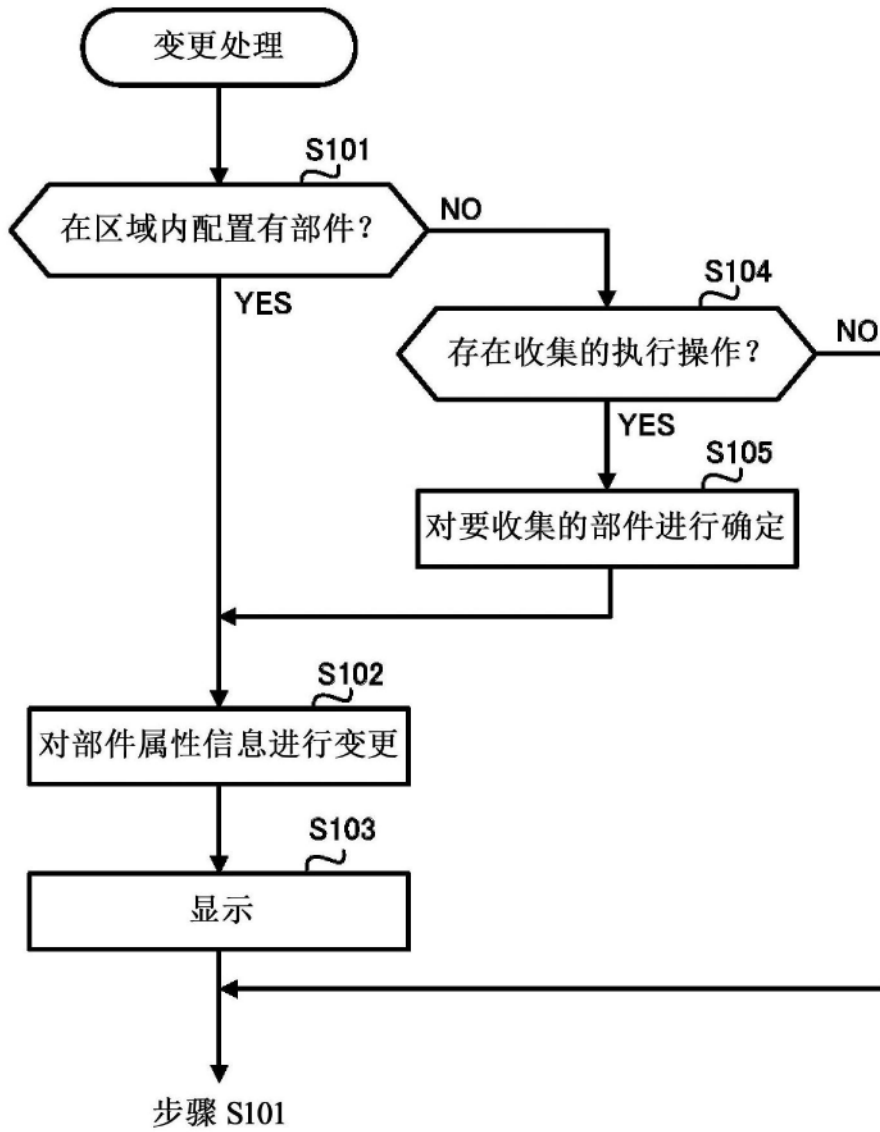 变更处理
S101
在区域内配置有部件?
NO
YES
S104
存在收集的执行操作?
NO
YES
S105
对要收集的部件进行确定
S102
对部件属性信息进行变更
S103
显示
步骤 S101